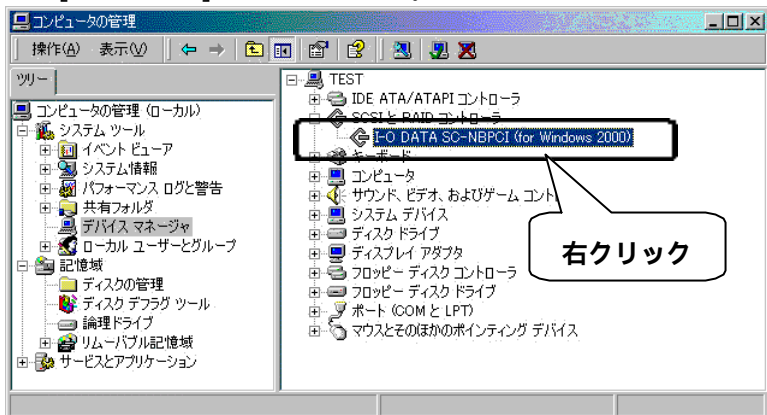 コンピュータの管理
操作(A) 表示(V)
ツリー
コンピュータの管理 (ローカル)
システム ツール
イベント ビューア
システム情報
パフォーマンス ログと警告
共有フォルダ
デバイス マネージャ
ローカル ユーザーとグループ
記憶域
ディスクの管理
ディスク デフラグ ツール
論理ドライブ
リムーバブル記憶域
サービスとアプリケーション
TEST
IDE ATA/ATAPI コントローラ
SCSI と RAID コントローラ
I-O DATA SC-NBPCI (for Windows 2000)
キーボード
コンピュータ
サウンド、ビデオ、およびゲーム コント
システム デバイス
ディスク ドライブ
ディスプレイ アダプタ
フロッピー ディスク コントローラ
フロッピー ディスク ドライブ
ポート (COM と LPT)
マウスとそのほかのポインティング デバイス
右クリック